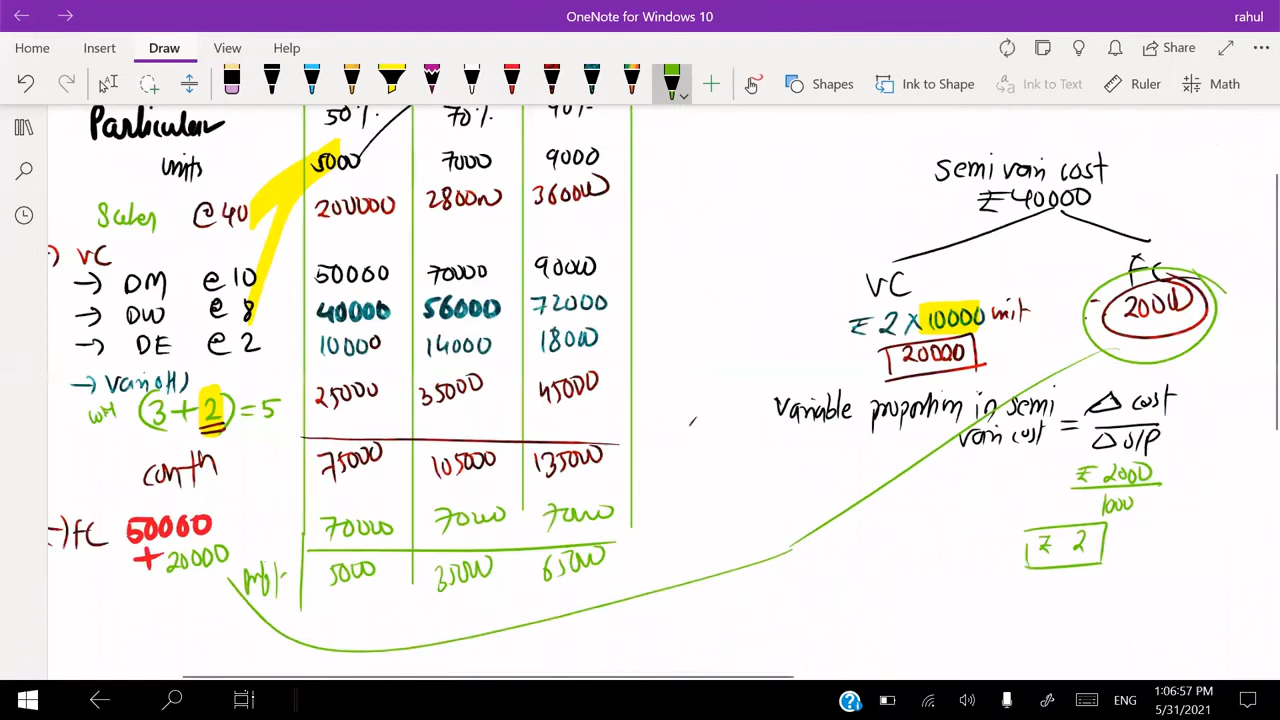 OneNote for Windows 10
rahul
Home Insert Draw View Help
Share
Shapes Ink to Shape Ink to Text Ruler Math
Particular 50% 70% 90%
units 5000 7000 9000
Sales @ 40 200000 280000 360000
-) VC
→ DM @ 10 50000 70000 90000
→ DW @ 8 40000 56000 72000
→ DE @ 2 10000 14000 18000
→ Vari OH)
(3+2)=5 25000 35000 45000
contn 75000 105000 135000
-) FC 50000 70000 70000 70000
+ 20000
profit 5000 35000 65000
Semi vari cost
₹ 40000
VC FC
₹ 2 × 10000 unit 20000
20000
Variable proportion in semi vari cost = Δ cost / Δ o/p
₹ 2000 / 1000
₹ 2
ENG
1:06:57 PM
5/31/2021